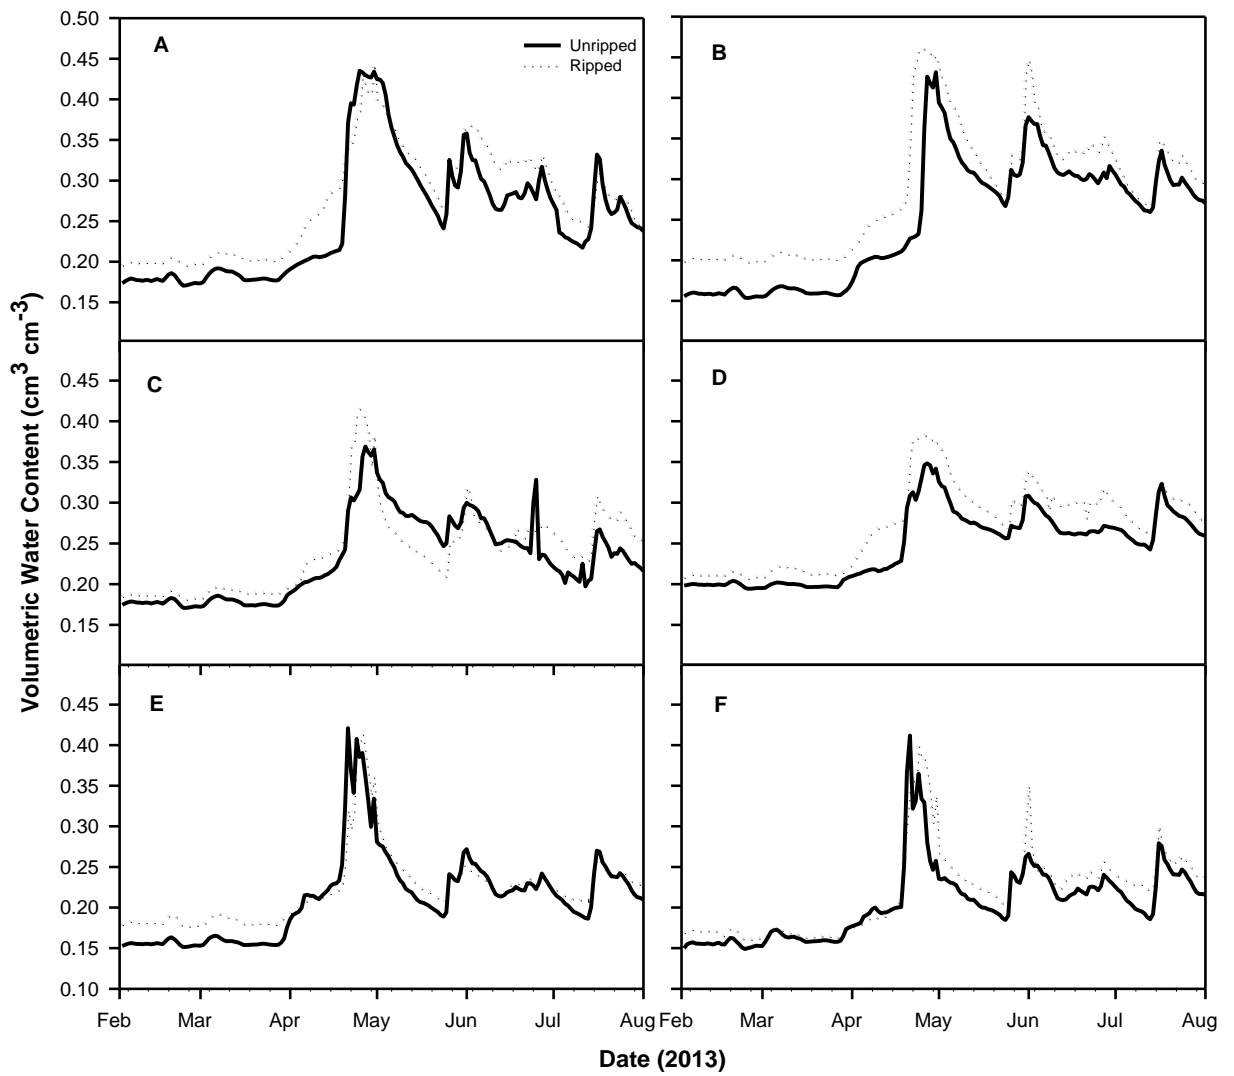 0.50
0.45
0.40
0.35
0.30
0.25
0.20
0.15
A
Unripped
Ripped
B
0.45
0.40
0.35
0.30
0.25
0.20
0.15
C
D
0.45
0.40
0.35
0.30
0.25
0.20
0.15
0.10
E
F
Volumetric Water Content (cm³ cm⁻³)
Feb Mar Apr May Jun Jul Aug
Feb Mar Apr May Jun Jul Aug
Date (2013)